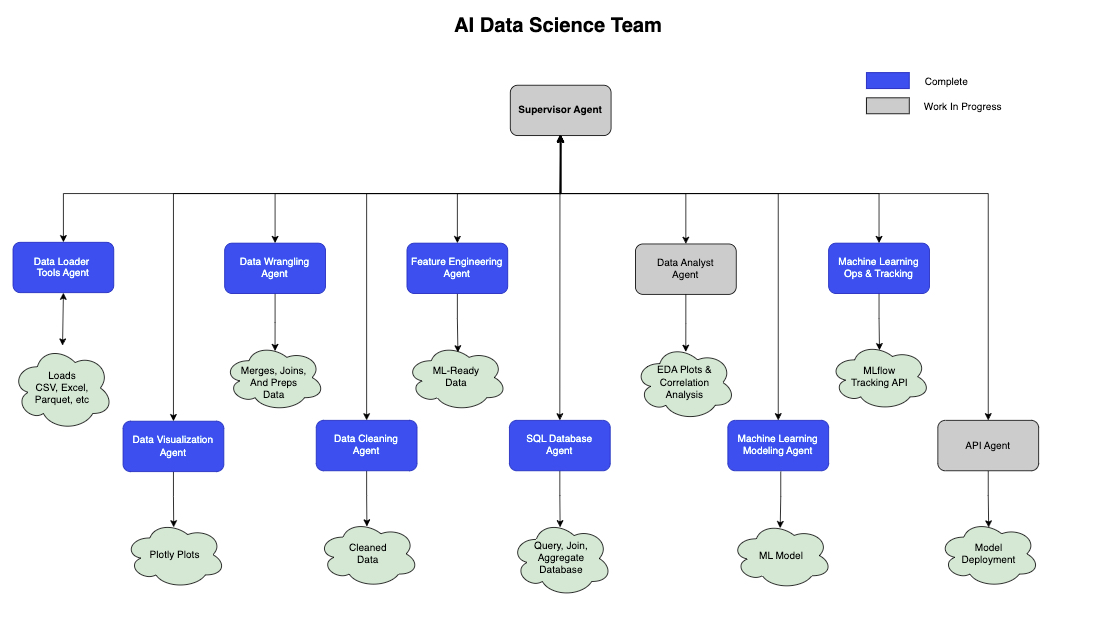 AI Data Science Team
Complete
Work In Progress
Supervisor Agent
Data Loader
Tools Agent
Data Wrangling
Agent
Feature Engineering
Agent
Data Analyst
Agent
Machine Learning
Ops & Tracking
Loads
CSV, Excel,
Parquet, etc
Merges, Joins,
And Preps
Data
ML-Ready
Data
EDA Plots &
Correlation
Analysis
MLflow
Tracking API
Data Visualization
Agent
Data Cleaning
Agent
SQL Database
Agent
Machine Learning
Modeling Agent
API Agent
Plotly Plots
Cleaned
Data
Query, Join,
Aggregate
Database
ML Model
Model
Deployment